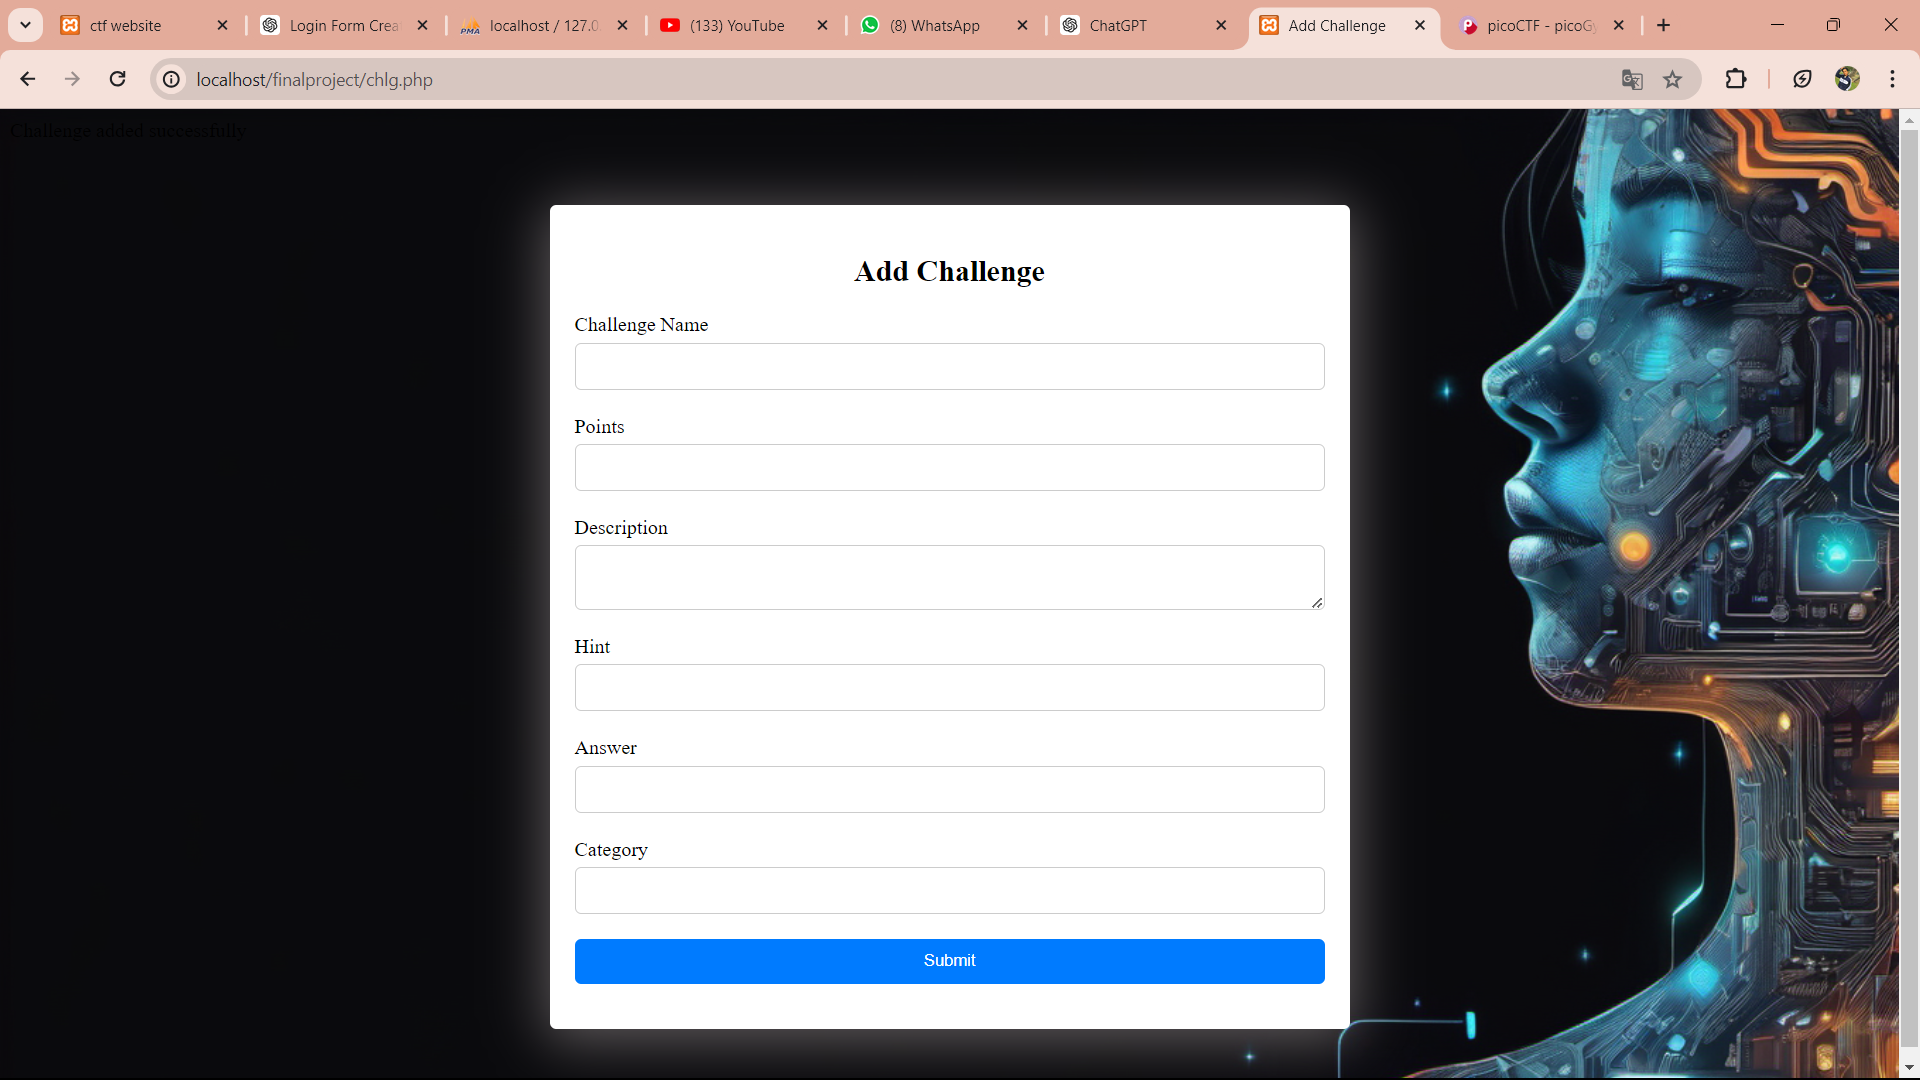 ctf website
Login Form Crea
localhost / 127.0.
(133) YouTube
(8) WhatsApp
ChatGPT
Add Challenge
picoCTF - picoGy
localhost/finalproject/chlg.php
Challenge added successfully
Add Challenge
Challenge Name
Points
Description
Hint
Answer
Category
Submit